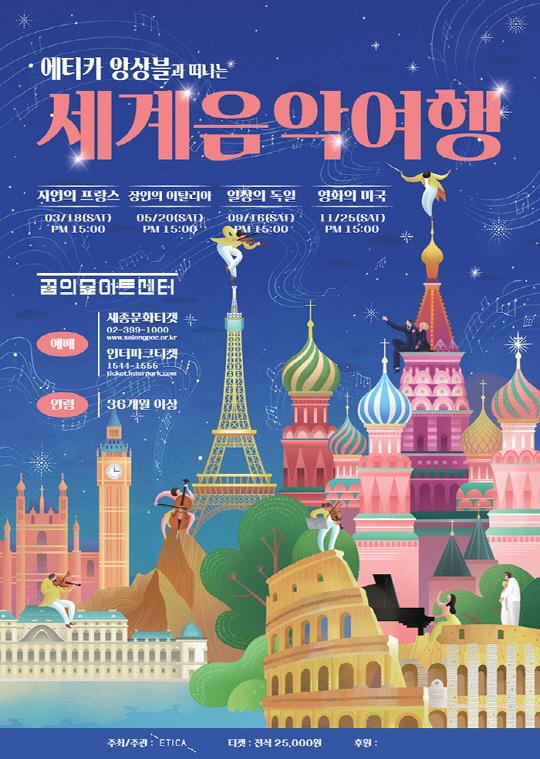 에티카 앙상블과 떠나는
세계음악여행
자연의 프랑스 장인의 이탈리아 일상의 독일 영화의 미국
03/18(SAT) 05/20(SAT) 09/16(SAT) 11/25(SAT)
PM 15:00 PM 15:00 PM 15:00 PM 15:00
꿈의숲아트센터
예매
세종문화티켓
02-399-1000
www.sejongpac.or.kr
인터파크티켓
1544-1555
ticket.interpark.com
연령
36개월 이상
주최/주관 : ETICA 티켓 : 전석 25,000원 후원 :